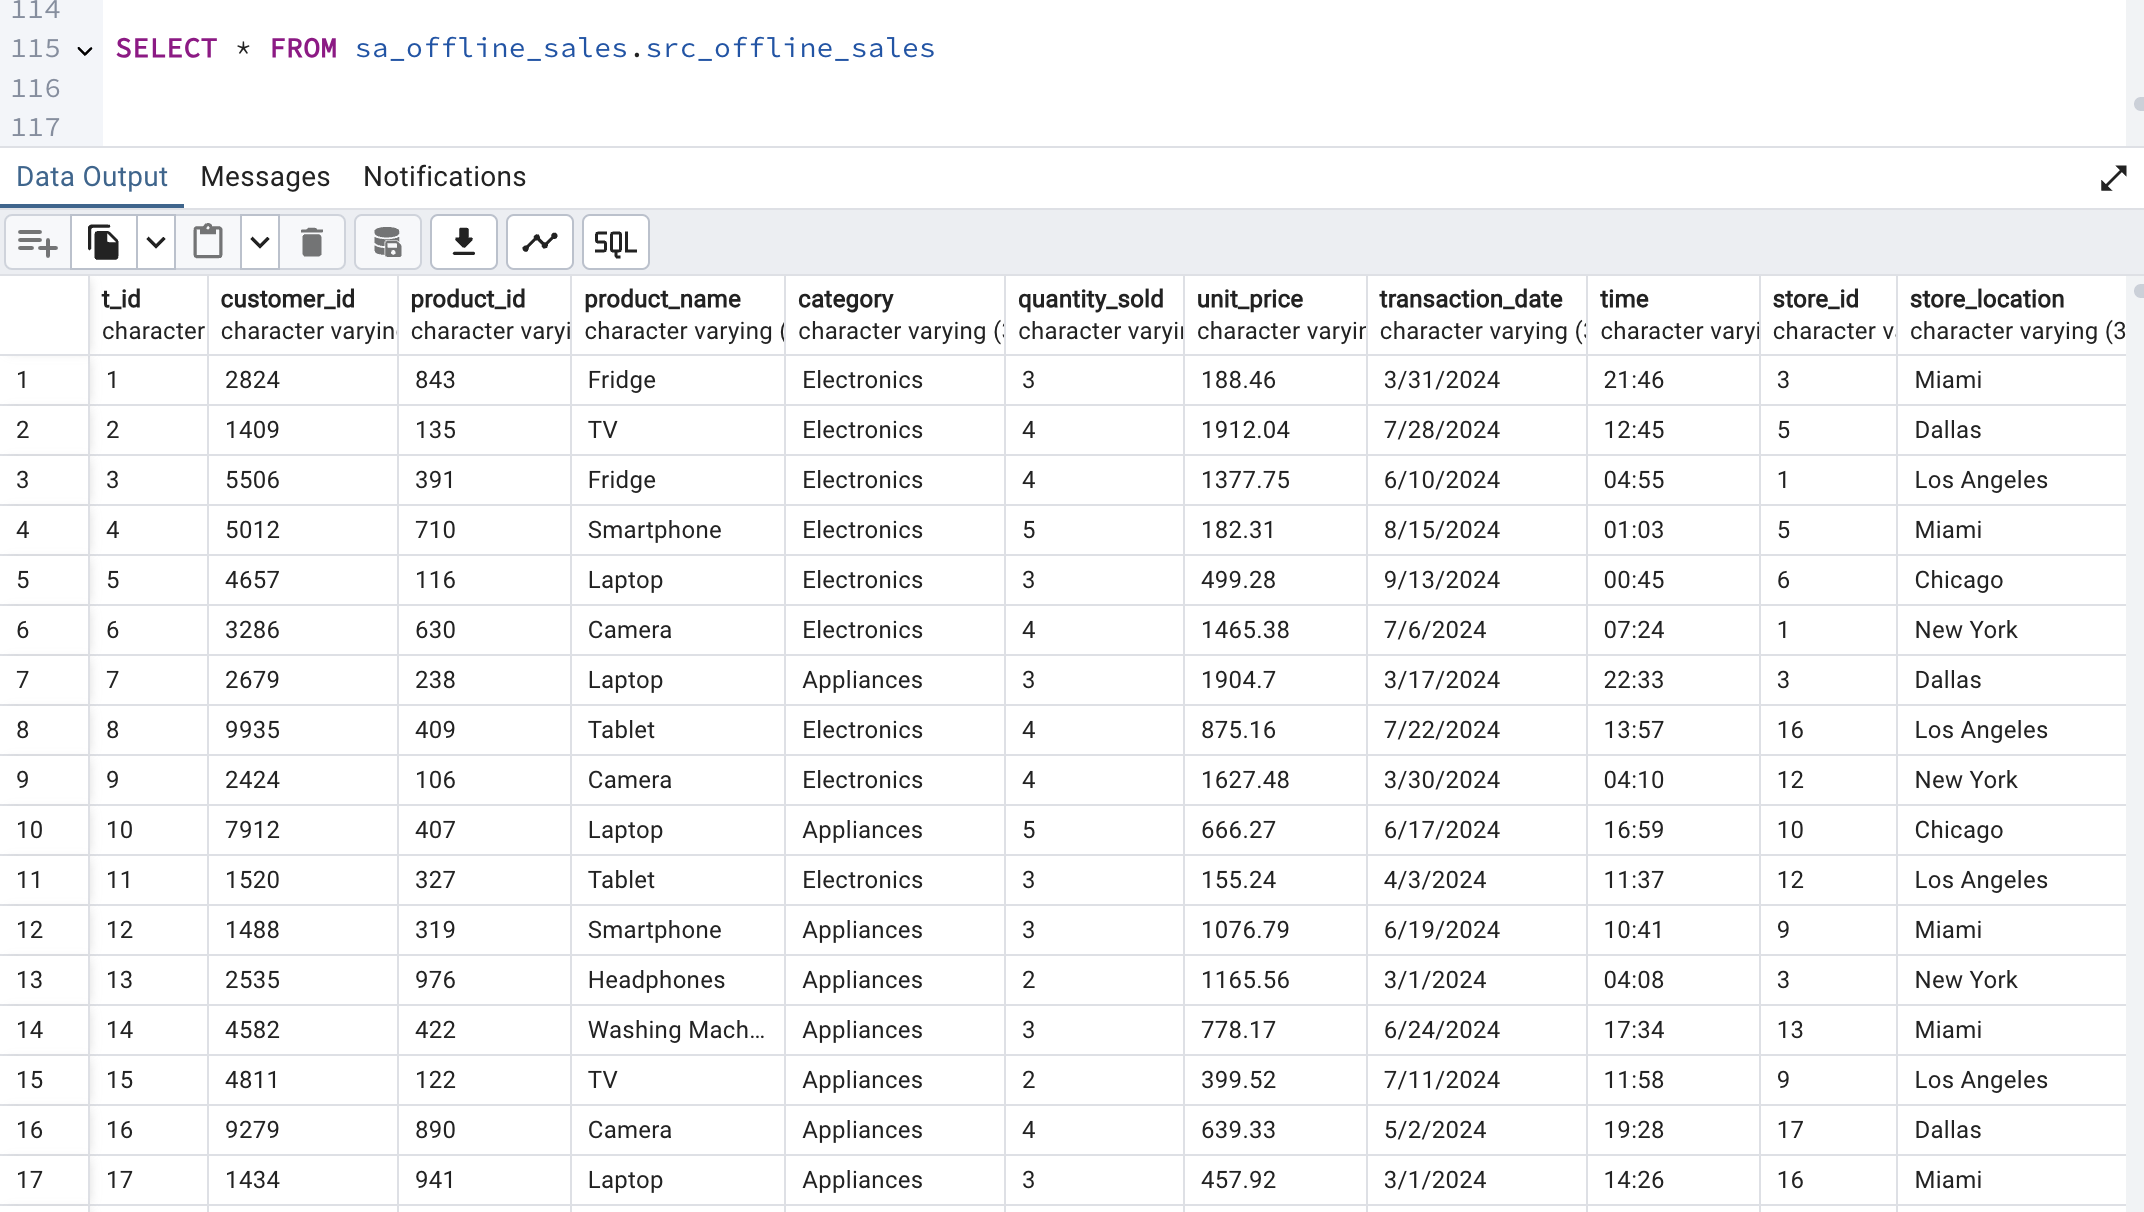 114
115 SELECT * FROM sa_offline_sales.src_offline_sales
116
117
Data Output Messages Notifications
SQL
t_id customer_id product_id product_name category quantity_sold unit_price transaction_date time store_id store_location
character character varyin character varyi character varying ( character varying (3 character varyin character varyin character varying (3 character varyi character v. character varying (3
1 1 2824 843 Fridge Electronics 3 188.46 3/31/2024 21:46 3 Miami
2 2 1409 135 TV Electronics 4 1912.04 7/28/2024 12:45 5 Dallas
3 3 5506 391 Fridge Electronics 4 1377.75 6/10/2024 04:55 1 Los Angeles
4 4 5012 710 Smartphone Electronics 5 182.31 8/15/2024 01:03 5 Miami
5 5 4657 116 Laptop Electronics 3 499.28 9/13/2024 00:45 6 Chicago
6 6 3286 630 Camera Electronics 4 1465.38 7/6/2024 07:24 1 New York
7 7 2679 238 Laptop Appliances 3 1904.7 3/17/2024 22:33 3 Dallas
8 8 9935 409 Tablet Electronics 4 875.16 7/22/2024 13:57 16 Los Angeles
9 9 2424 106 Camera Electronics 4 1627.48 3/30/2024 04:10 12 New York
10 10 7912 407 Laptop Appliances 5 666.27 6/17/2024 16:59 10 Chicago
11 11 1520 327 Tablet Electronics 3 155.24 4/3/2024 11:37 12 Los Angeles
12 12 1488 319 Smartphone Appliances 3 1076.79 6/19/2024 10:41 9 Miami
13 13 2535 976 Headphones Appliances 2 1165.56 3/1/2024 04:08 3 New York
14 14 4582 422 Washing Mach... Appliances 3 778.17 6/24/2024 17:34 13 Miami
15 15 4811 122 TV Appliances 2 399.52 7/11/2024 11:58 9 Los Angeles
16 16 9279 890 Camera Appliances 4 639.33 5/2/2024 19:28 17 Dallas
17 17 1434 941 Laptop Appliances 3 457.92 3/1/2024 14:26 16 Miami